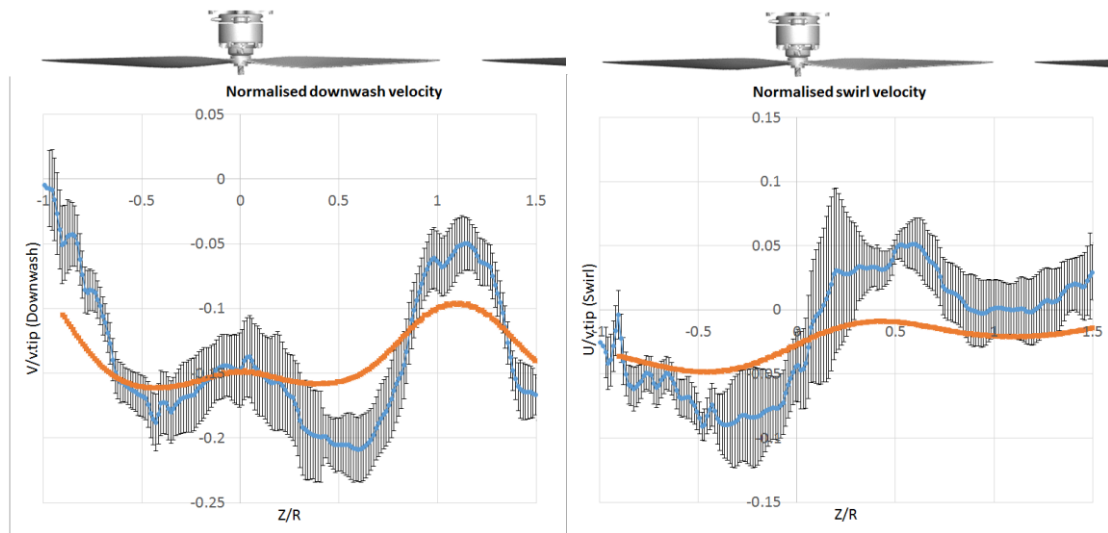 Normalised downwash velocity
0.05
0
-1 -0.5 0 0.5 1 1.5
-0.05
-0.1
-0.2
-0.25
V/v.tip (Downwash)
Z/R
Normalised swirl velocity
0.15
0.1
0.05
0
-0.5 0 0.5 1 1.5
-0.05
-0.1
-0.15
U/v.tip (Swirl)
Z/R